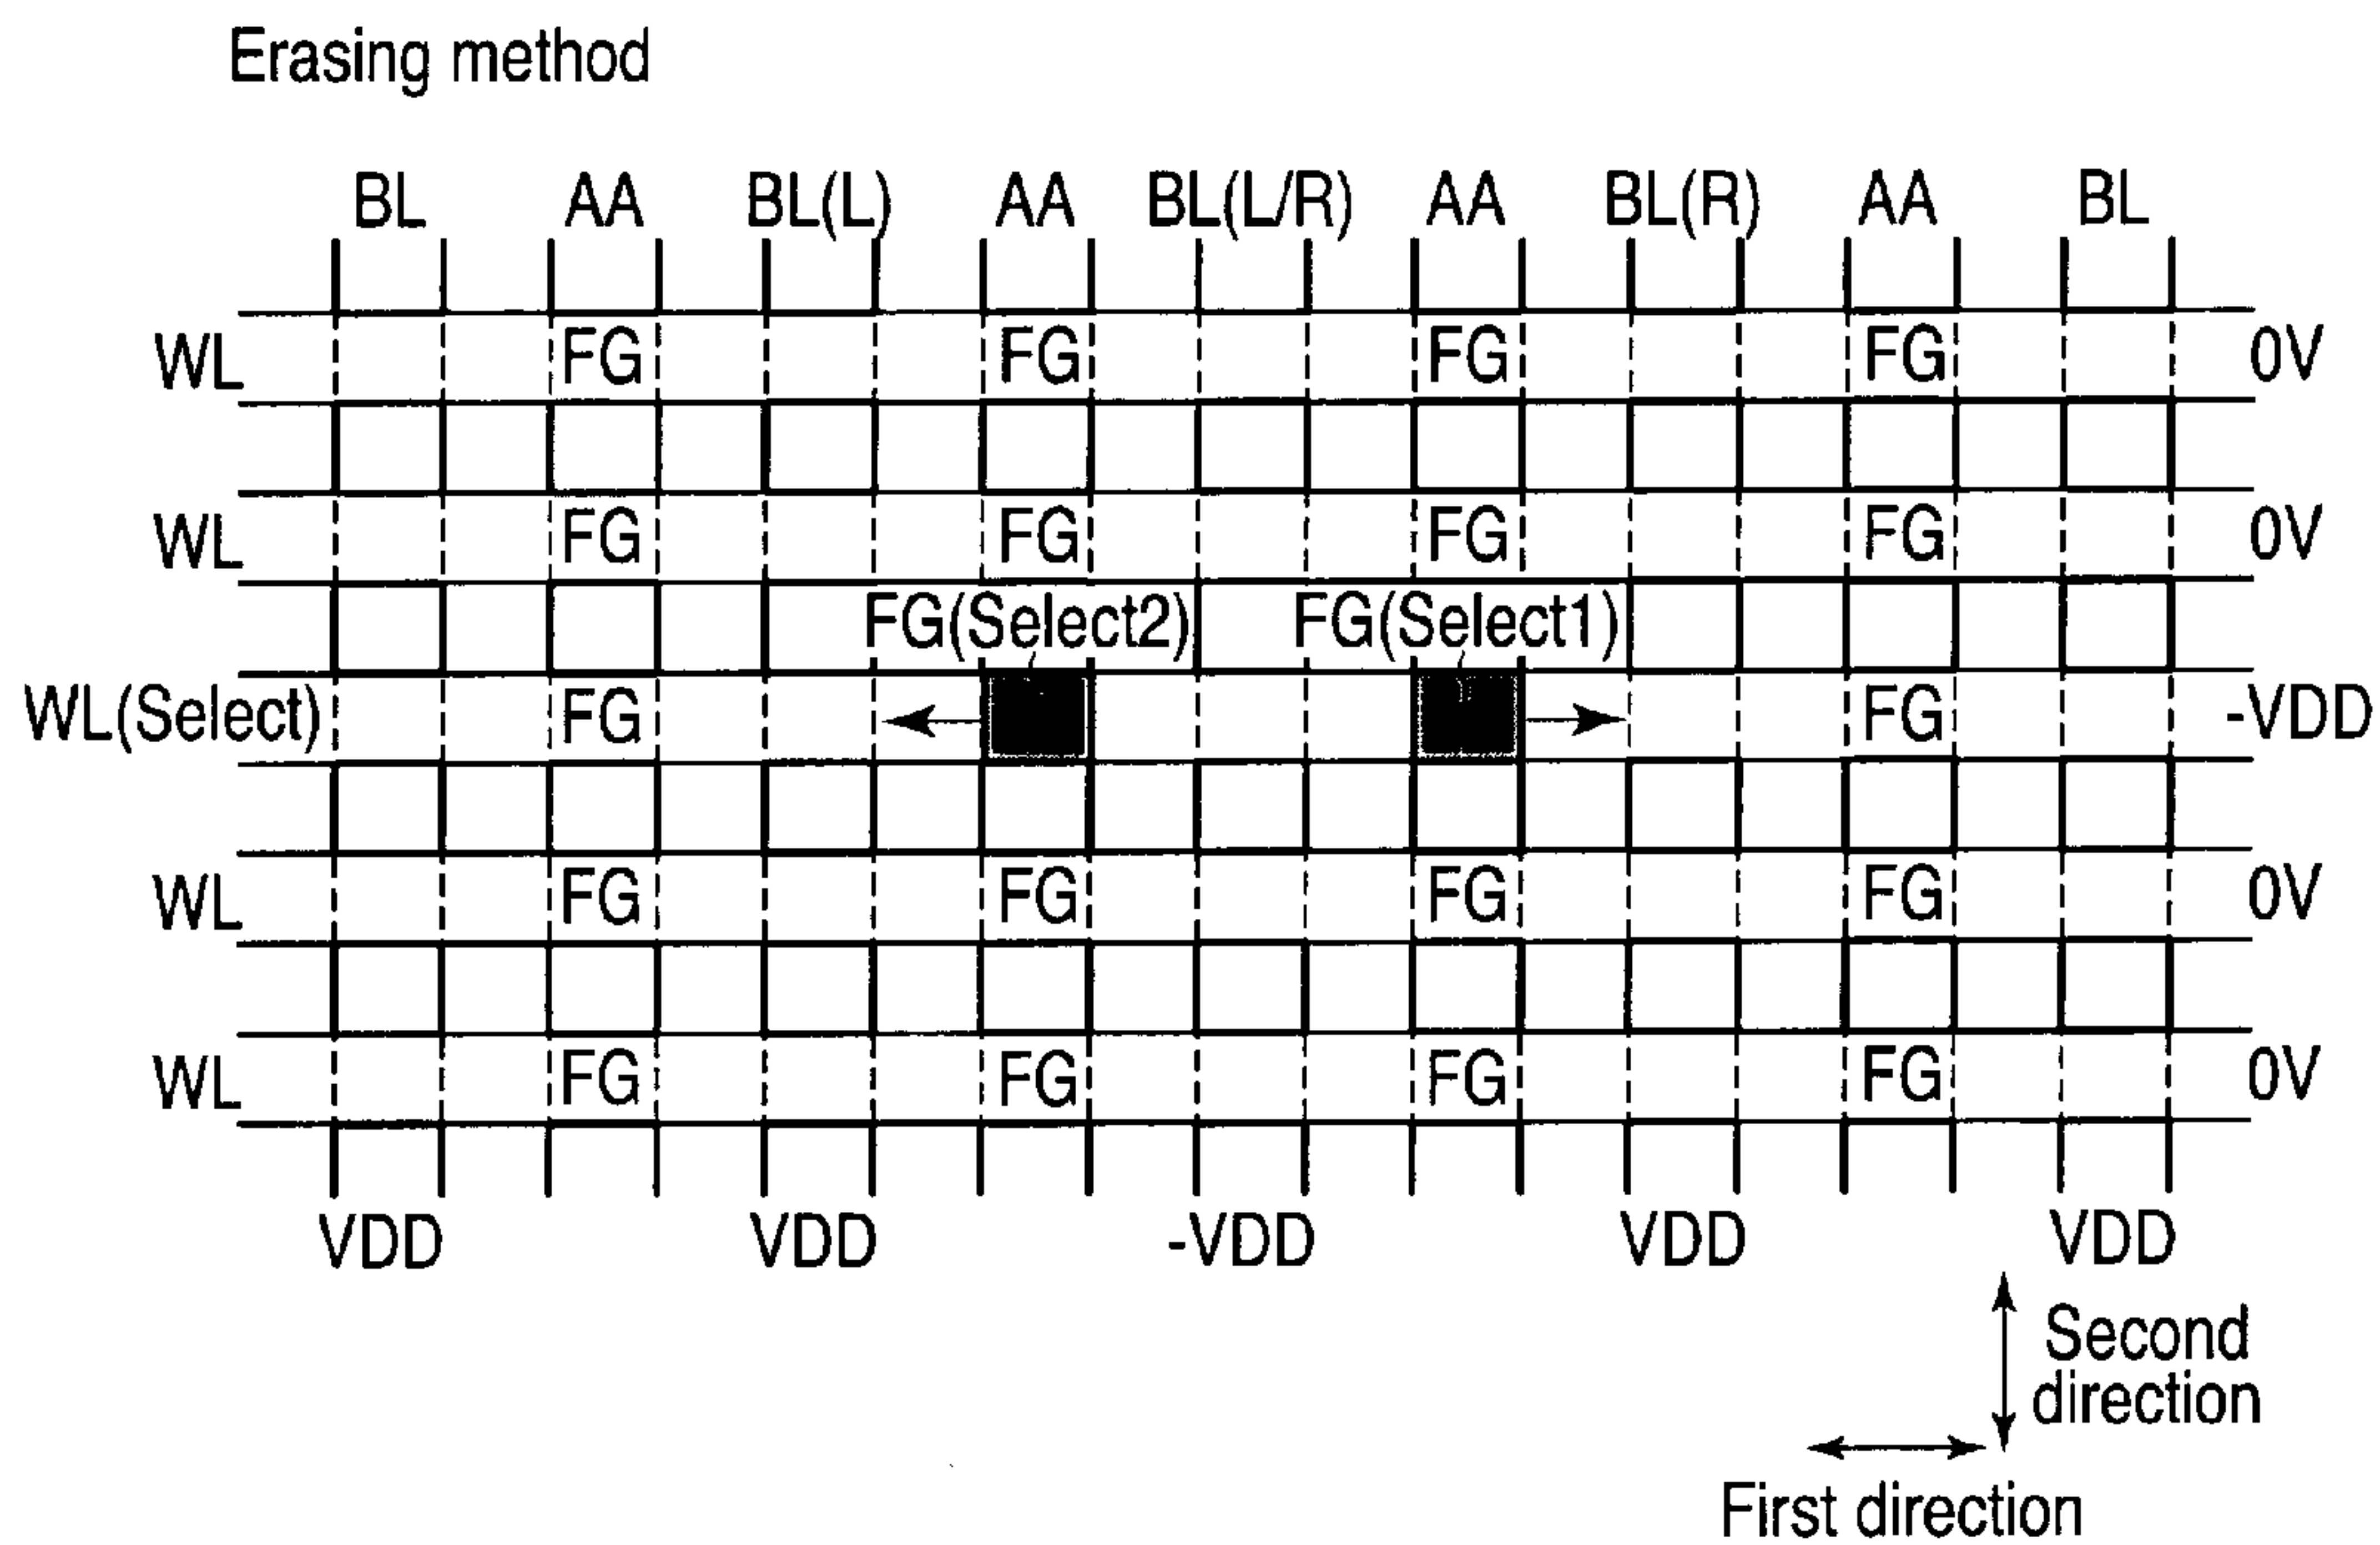 Erasing method
BL AA BL(L) AA BL(L/R) AA BL(R) AA BL
WL FG FG FG FG 0V
WL FG FG FG FG 0V
FG(Select2) FG(Select1)
WL(Select) FG FG -VDD
WL FG FG FG FG 0V
WL FG FG FG FG 0V
VDD VDD -VDD VDD VDD
Second
direction
First direction